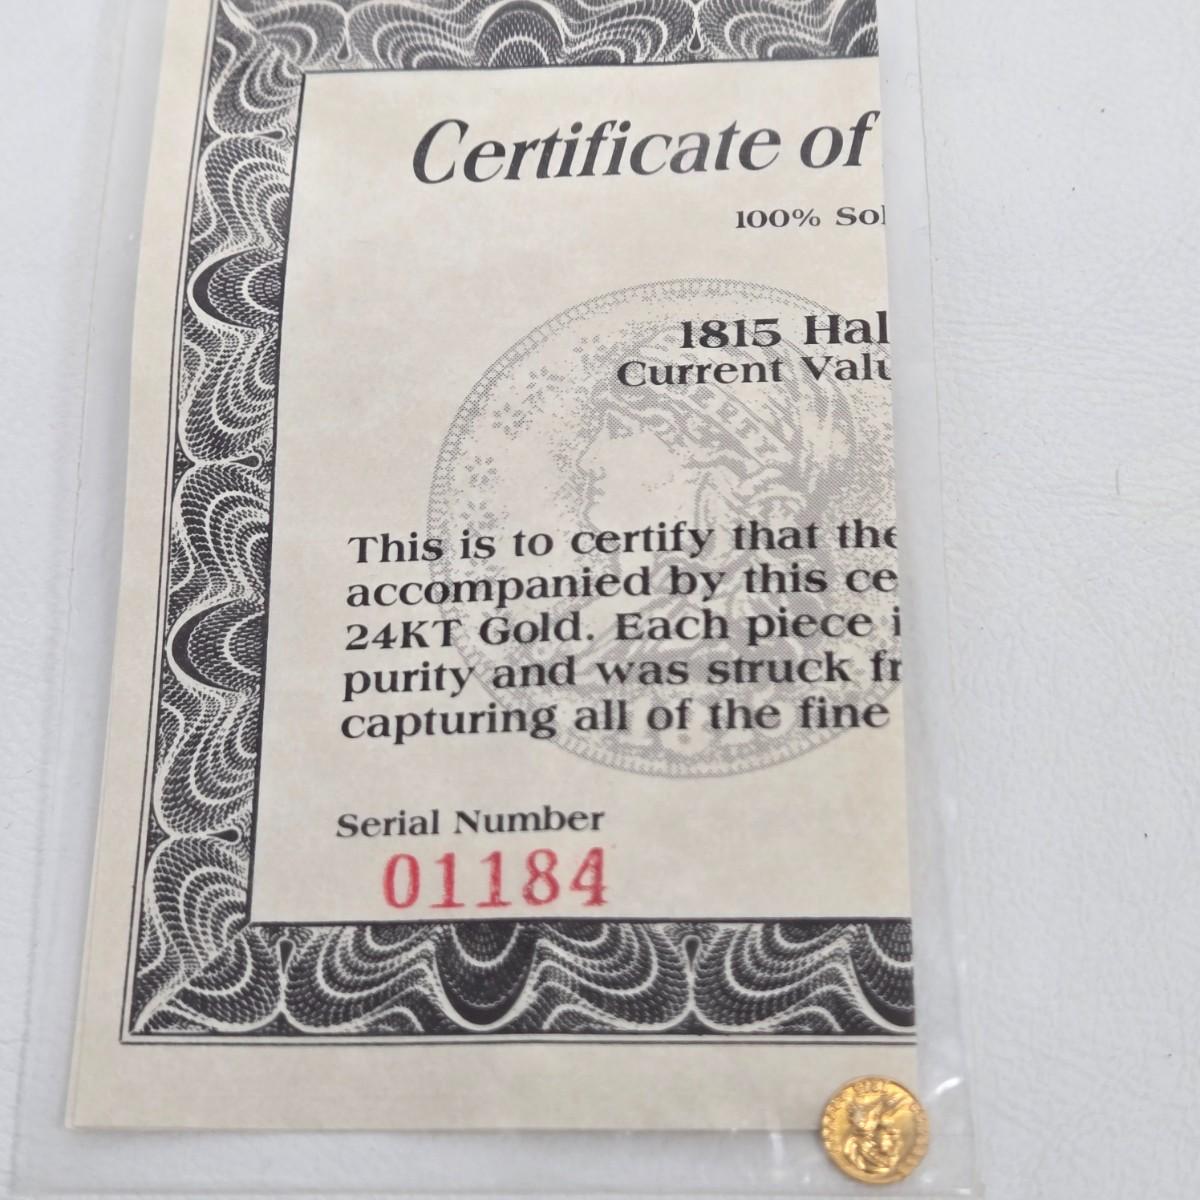 Certificate of
100% Sol
1815 Hal
Current Valu
This is to certify that the
accompanied by this ce
24KT Gold. Each piece i
purity and was struck fr
capturing all of the fine
Serial Number
01184